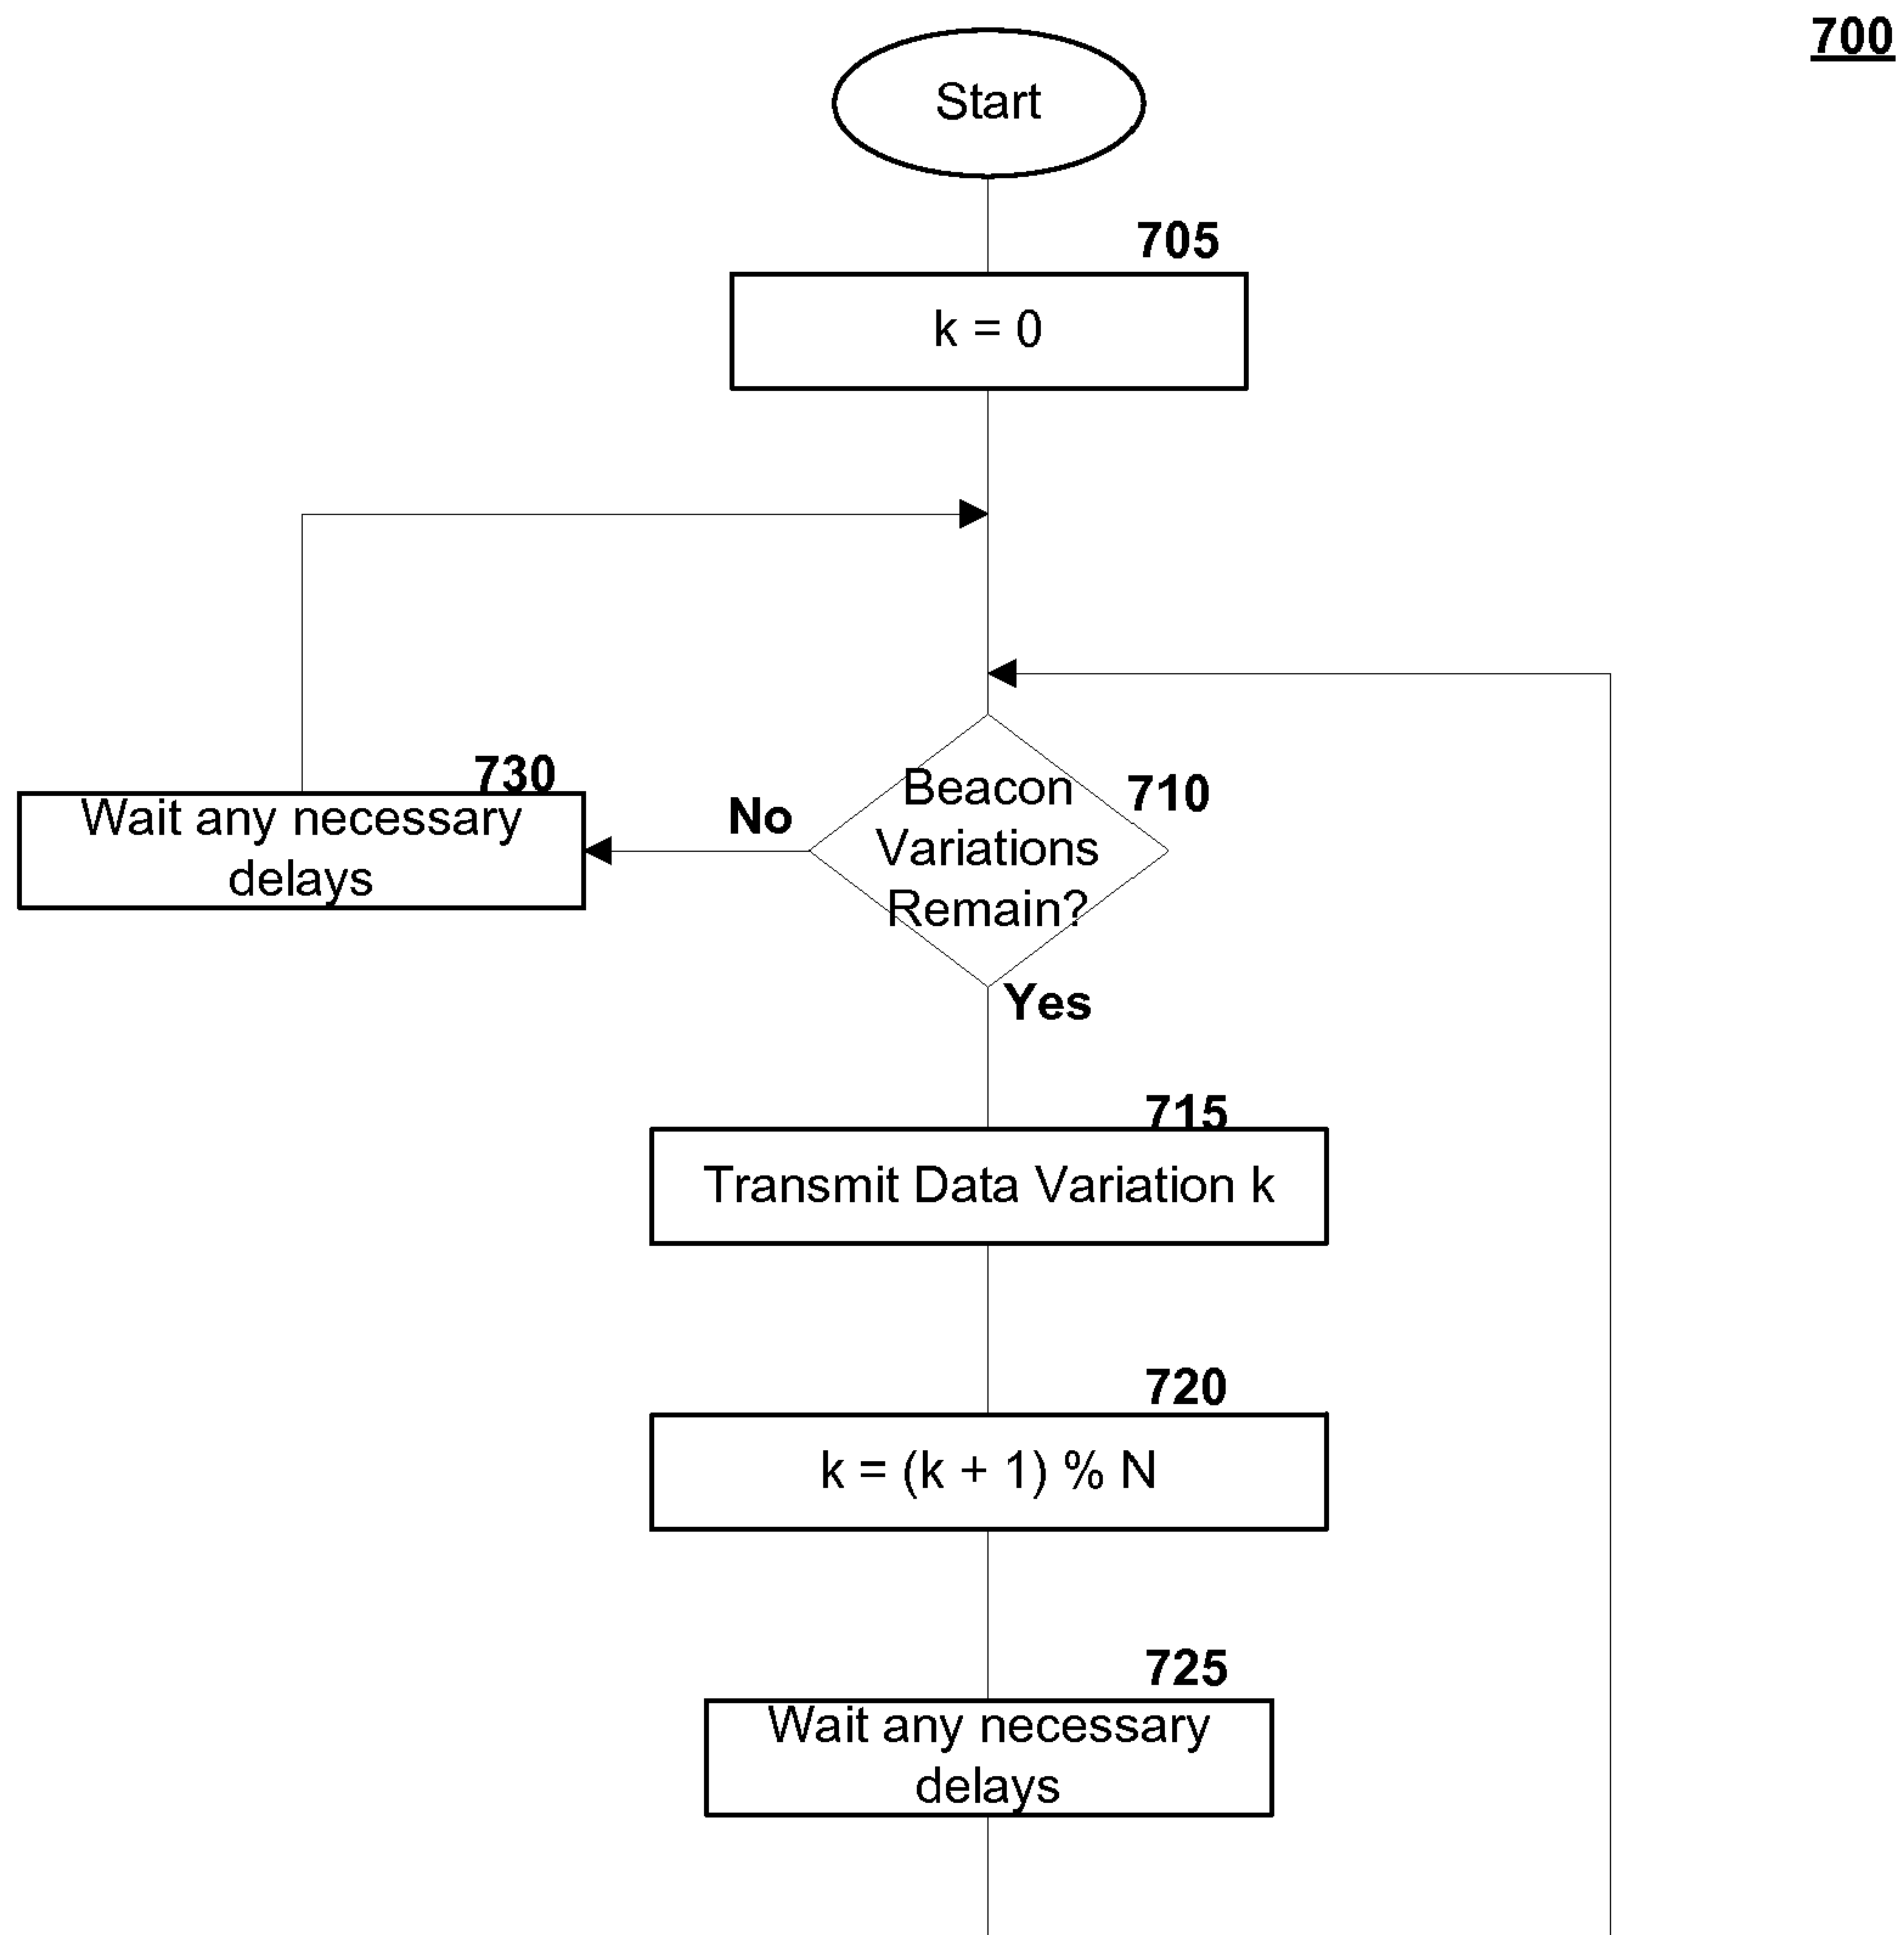 700
Start
705
k = 0
730
Wait any necessary
delays
No
Beacon
Variations
Remain?
710
Yes
715
Transmit Data Variation k
720
k = (k + 1) % N
725
Wait any necessary
delays